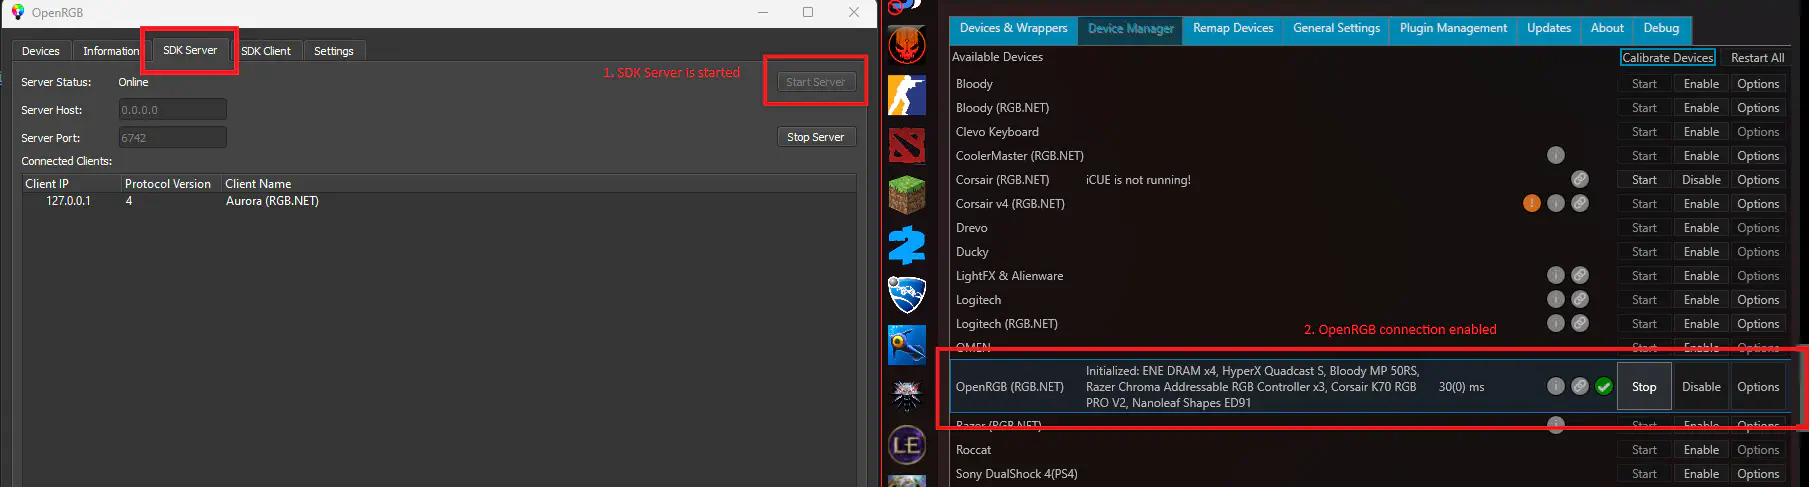 OpenRGB
Devices
Information
SDK Server
SDK Client
Settings
Server Status: Online
1. SDK Server is started
Start Server
Server Host: 0.0.0.0
Server Port: 6742
Stop Server
Connected Clients:
Client IP Protocol Version Client Name
127.0.0.1 4 Aurora (RGB.NET)
LE
Devices & Wrappers
Device Manager
Remap Devices
General Settings
Plugin Management
Updates
About
Debug
Available Devices
Calibrate Devices Restart All
Bloody Start Enable Options
Bloody (RGB.NET) Start Enable Options
Clevo Keyboard Start Enable Options
CoolerMaster (RGB.NET) Start Enable Options
Corsair (RGB.NET) iCUE is not running! Start Disable Options
Corsair v4 (RGB.NET) Start Enable Options
Drevo Start Enable Options
Ducky Start Enable Options
LightFX & Alienware Start Enable Options
Logitech Start Enable Options
Logitech (RGB.NET) Start Enable Options
2. OpenRGB connection enabled
OMEN Start Enable Options
OpenRGB (RGB.NET)
Initialized: ENE DRAM x4, HyperX Quadcast S, Bloody MP 50RS,
Razer Chroma Addressable RGB Controller x3, Corsair K70 RGB
PRO V2, Nanoleaf Shapes ED91
30(0) ms
Stop Disable Options
Razer (RGB.NET) Start Enable Options
Roccat Start Enable Options
Sony DualShock 4(PS4) Start Enable Options